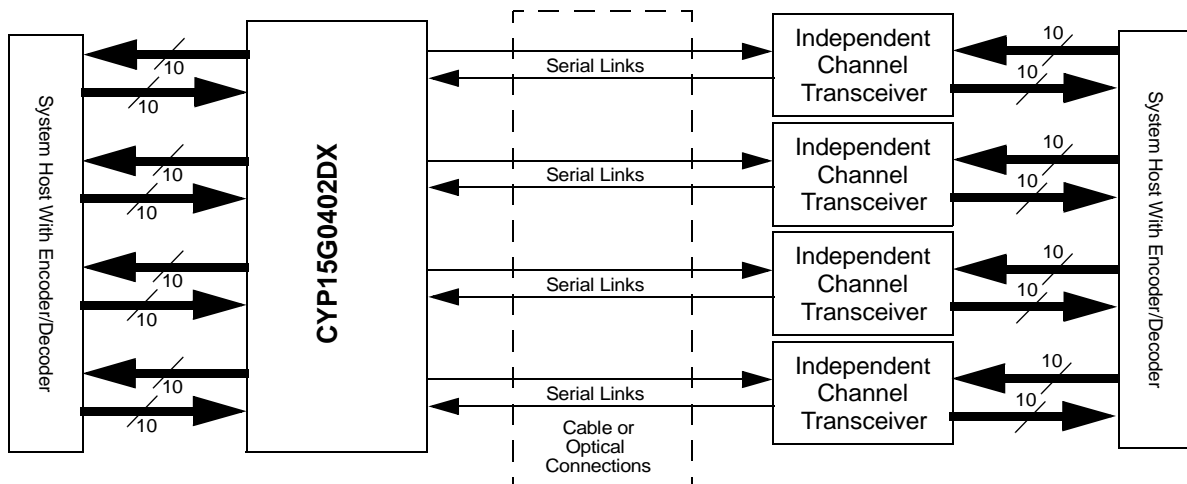 System Host With Encoder/Decoder
10
10
10
10
10
10
10
10
CYP15G0402DX
Serial Links
Serial Links
Serial Links
Serial Links
Cable or
Optical
Connections
Independent
Channel
Transceiver
Independent
Channel
Transceiver
Independent
Channel
Transceiver
Independent
Channel
Transceiver
10
10
10
10
10
10
10
10
System Host With Encoder/Decoder